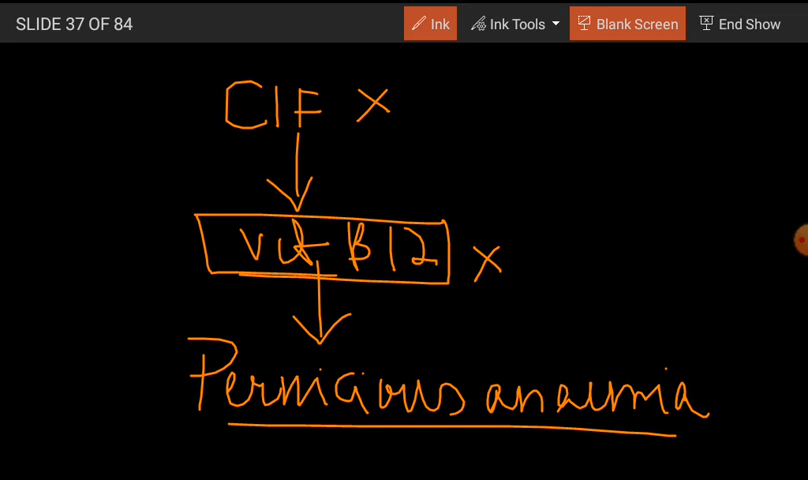 SLIDE 37 OF 84 Ink Ink Tools Blank Screen End Show
CIF X
Vit B12 X
Pernicious anaemia